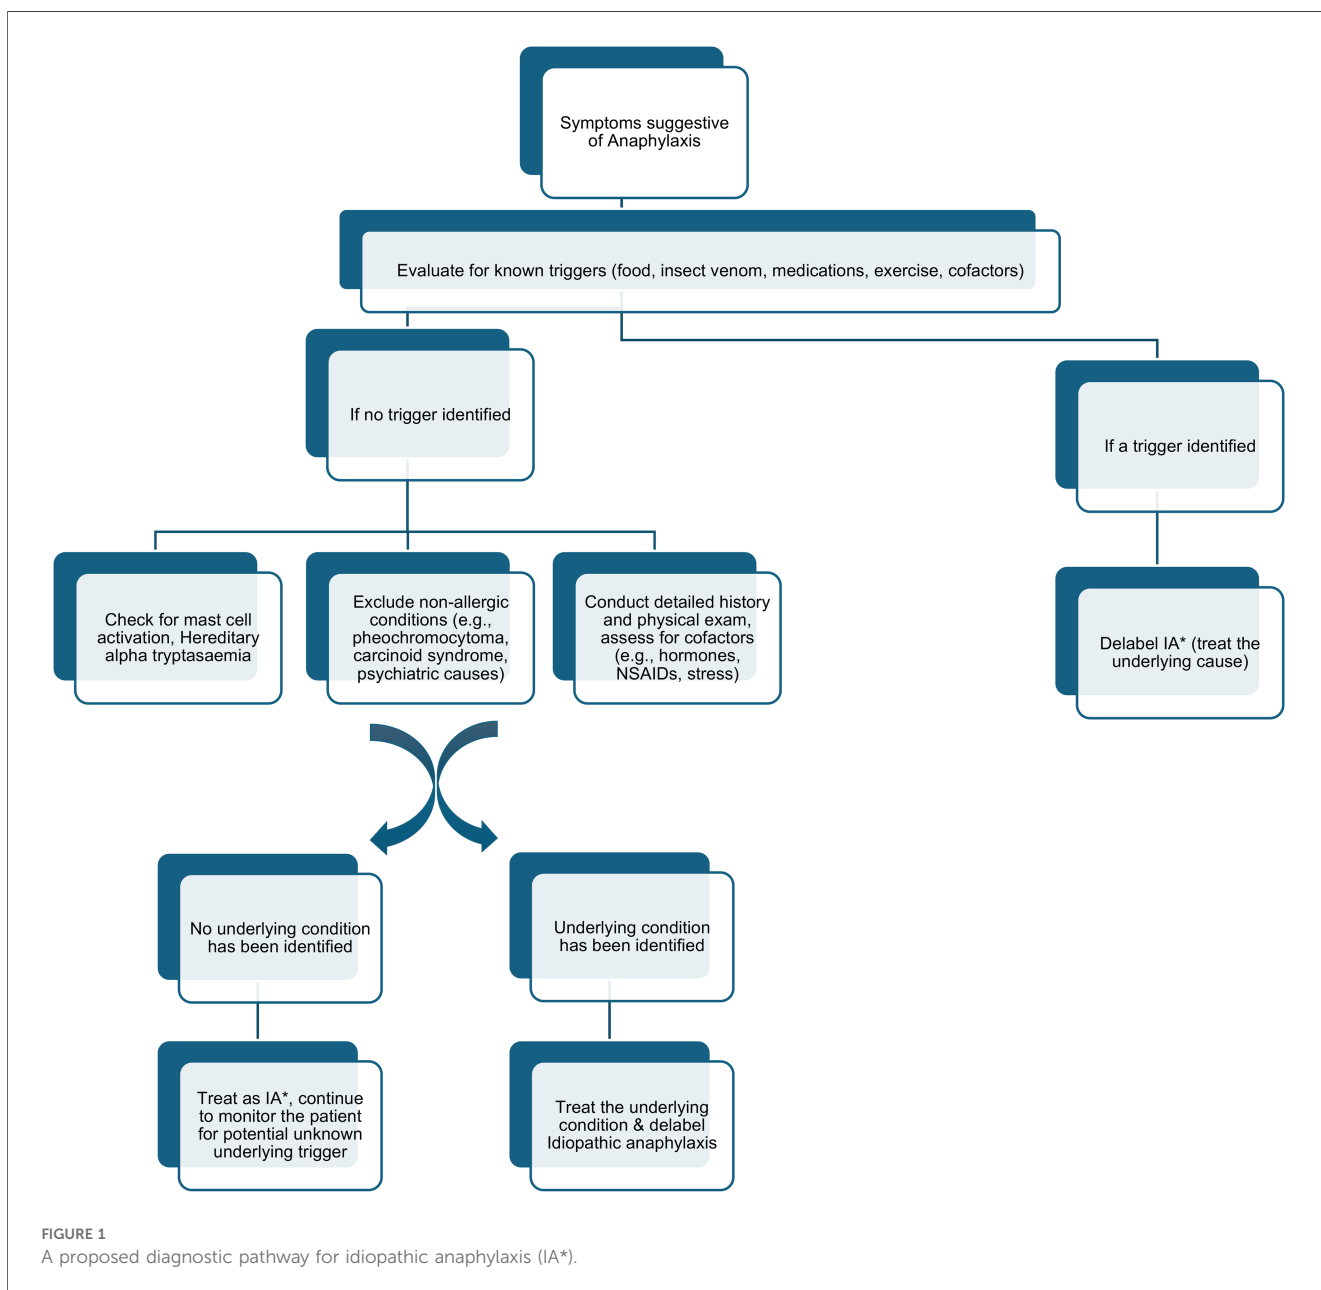 Symptoms suggestive
of Anaphylaxis
Evaluate for known triggers (food, insect venom, medications, exercise, cofactors)
If no trigger identified
If a trigger identified
Check for mast cell
activation, Hereditary
alpha tryptasaemia
Exclude non-allergic
conditions (e.g.,
pheochromocytoma,
carcinoid syndrome,
psychiatric causes)
Conduct detailed history
and physical exam,
assess for cofactors
(e.g., hormones,
NSAIDs, stress)
Delabel IA* (treat the
underlying cause)
No underlying condition
has been identified
Underlying condition
has been identified
Treat as IA*, continue
to monitor the patient
for potential unknown
underlying trigger
Treat the underlying
condition & delabel
Idiopathic anaphylaxis
FIGURE 1
A proposed diagnostic pathway for idiopathic anaphylaxis (IA*).